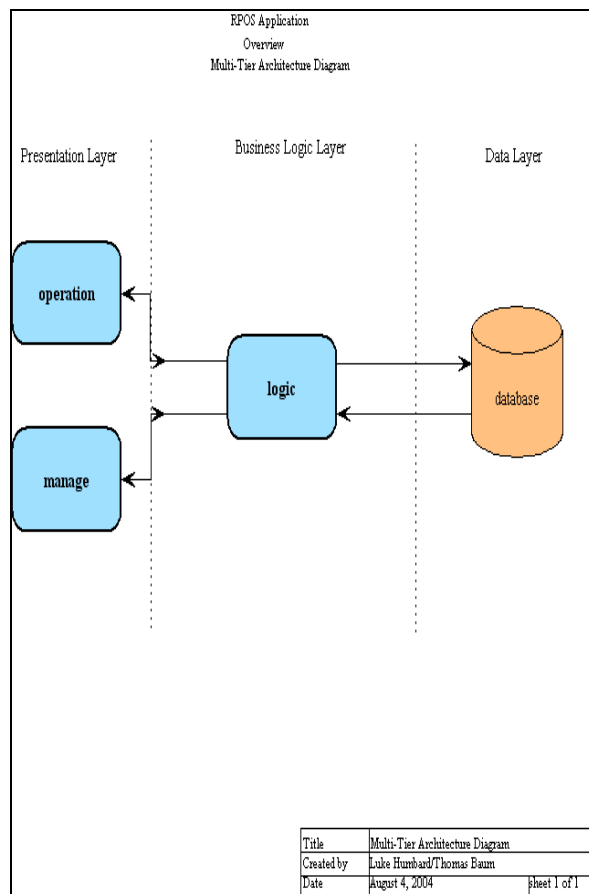 RPOS Application
Overview
Multi-Tier Architecture Diagram
Presentation Layer
Business Logic Layer
Data Layer
operation
logic
database
manage
Title Multi-Tier Architecture Diagram
Created by Luke Humbard/Thomas Baum
Date August 4, 2004 sheet 1 of 1